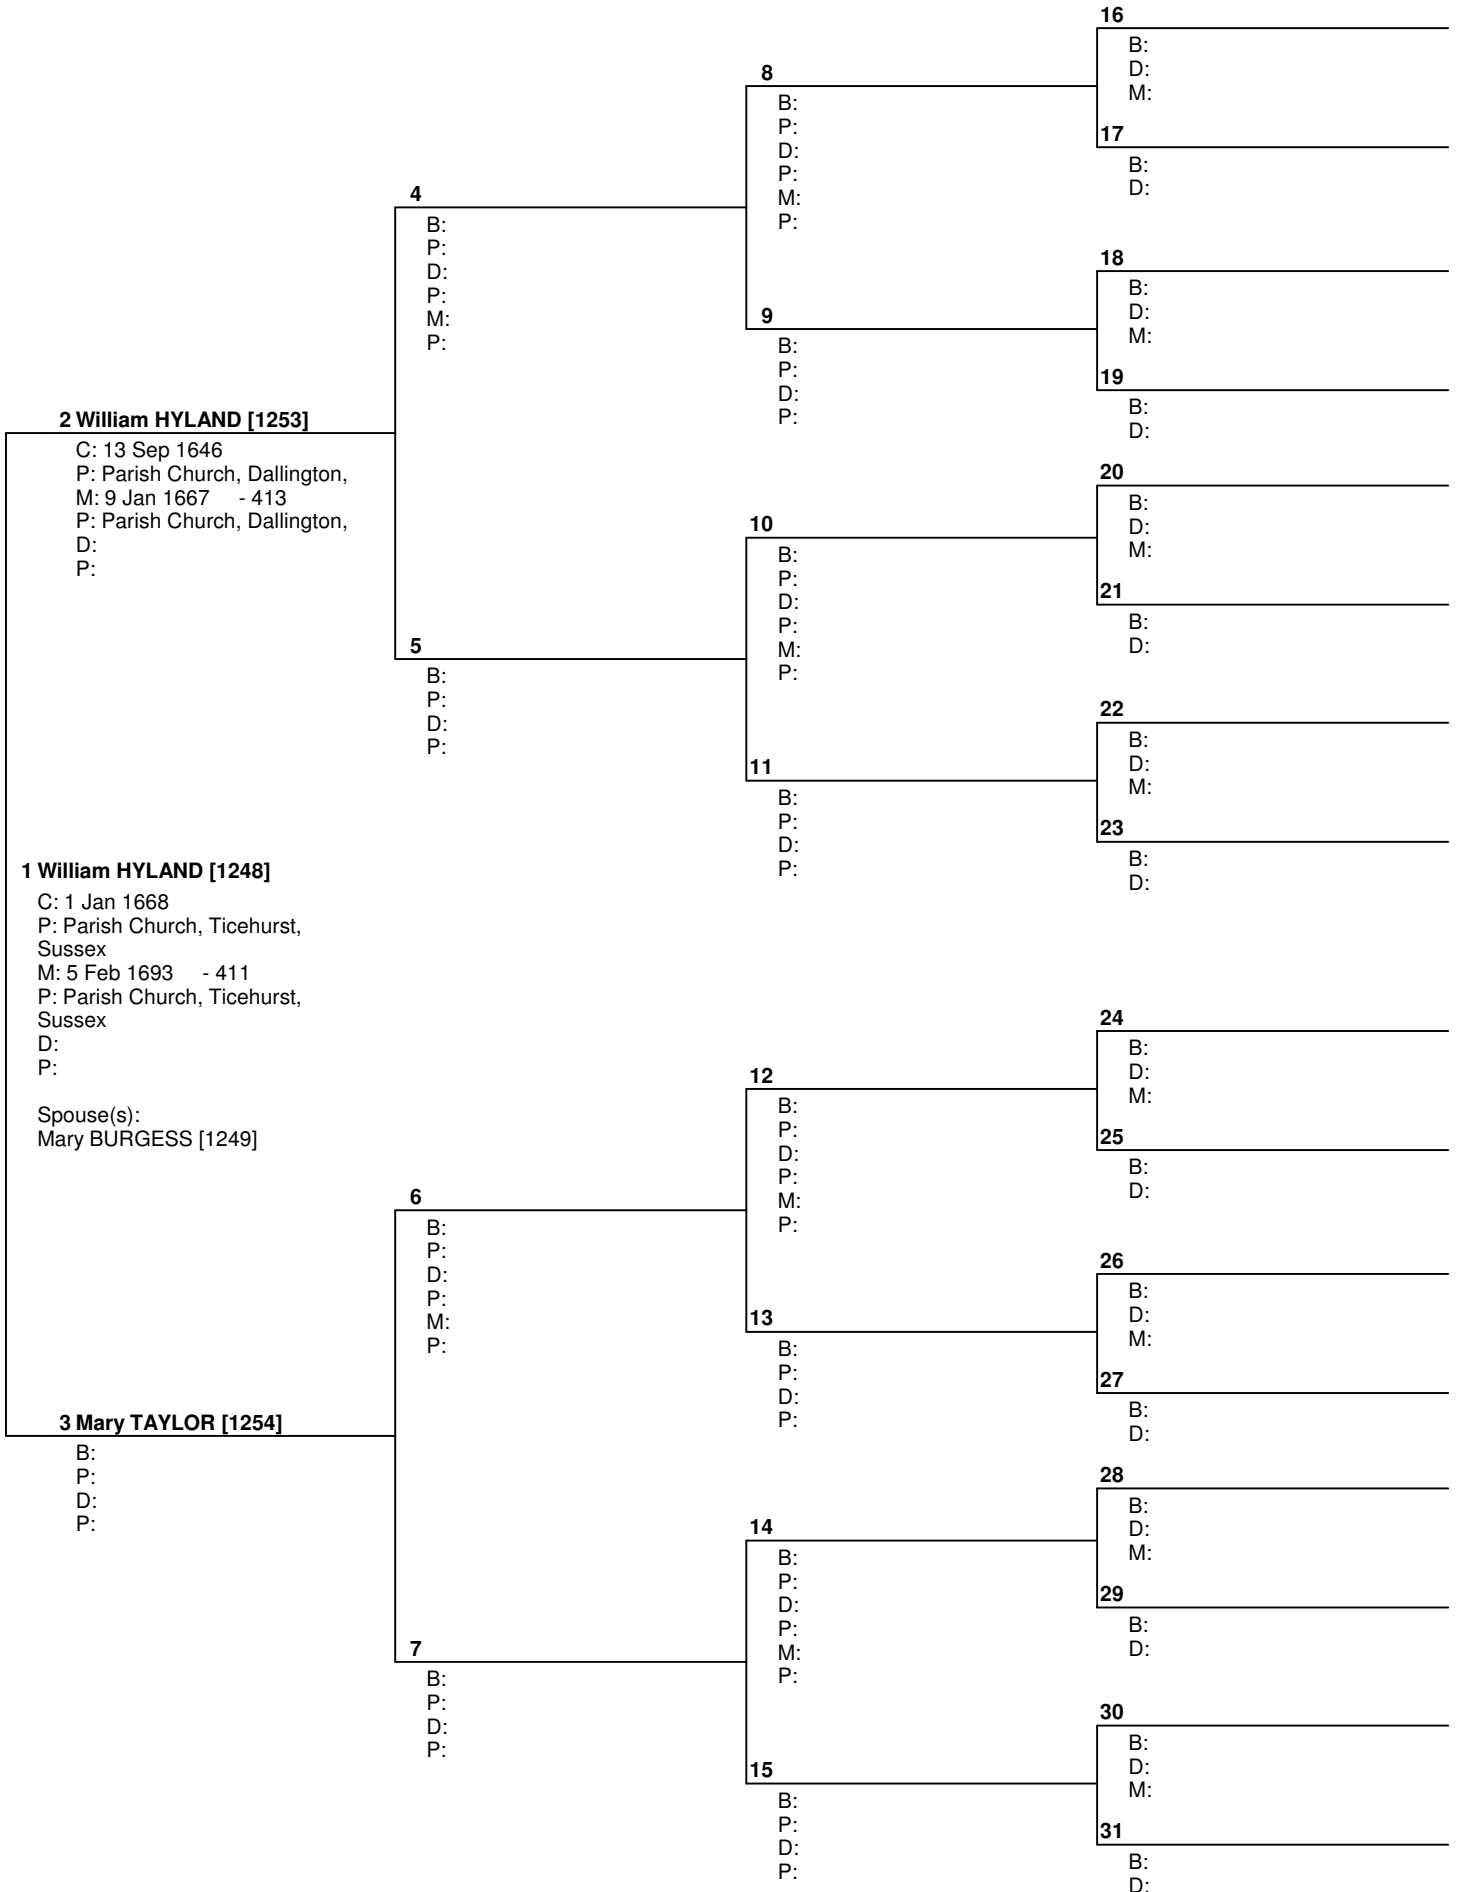 16
B:
D:
M:
8
B:
P:
D:
P:
M:
P:
17
B:
D:
4
B:
P:
D:
P:
M:
P:
18
B:
D:
M:
9
B:
P:
D:
P:
19
B:
D:
2 William HYLAND [1253]
C: 13 Sep 1646
P: Parish Church, Dallington,
M: 9 Jan 1667 - 413
P: Parish Church, Dallington,
D:
P:
20
B:
D:
M:
10
B:
P:
D:
P:
M:
P:
21
B:
D:
5
B:
P:
D:
P:
22
B:
D:
M:
11
B:
P:
D:
P:
23
B:
D:
1 William HYLAND [1248]
C: 1 Jan 1668
P: Parish Church, Ticehurst,
Sussex
M: 5 Feb 1693 - 411
P: Parish Church, Ticehurst,
Sussex
D:
P:
Spouse(s):
Mary BURGESS [1249]
24
B:
D:
M:
12
B:
P:
D:
P:
M:
P:
25
B:
D:
6
B:
P:
D:
P:
M:
P:
26
B:
D:
M:
13
B:
P:
D:
P:
27
B:
D:
3 Mary TAYLOR [1254]
B:
P:
D:
P:
28
B:
D:
M:
14
B:
P:
D:
P:
M:
P:
29
B:
D:
7
B:
P:
D:
P:
30
B:
D:
M:
15
B:
P:
D:
P:
31
B:
D: